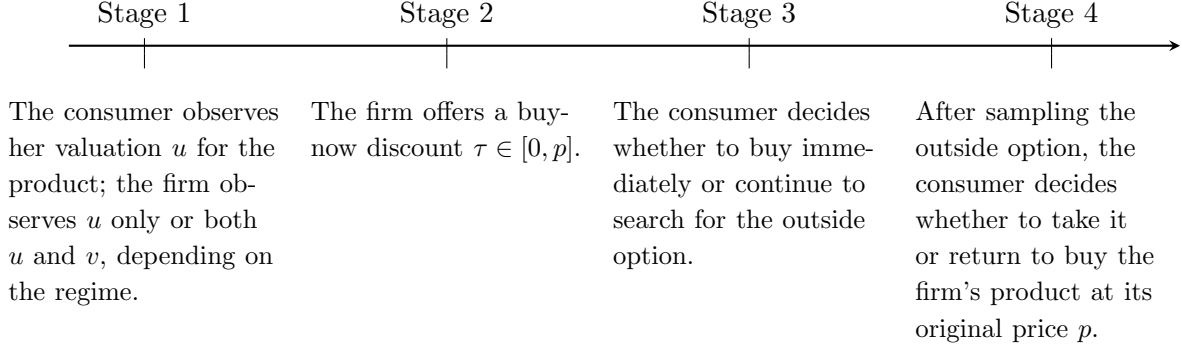 Stage 1
The consumer observes
her valuation u for the
product; the firm ob-
serves u only or both
u and v, depending on
the regime.
Stage 2
The firm offers a buy-
now discount τ ∈ [0, p].
Stage 3
The consumer decides
whether to buy imme-
diately or continue to
search for the outside
option.
Stage 4
After sampling the
outside option, the
consumer decides
whether to take it
or return to buy the
firm's product at its
original price p.